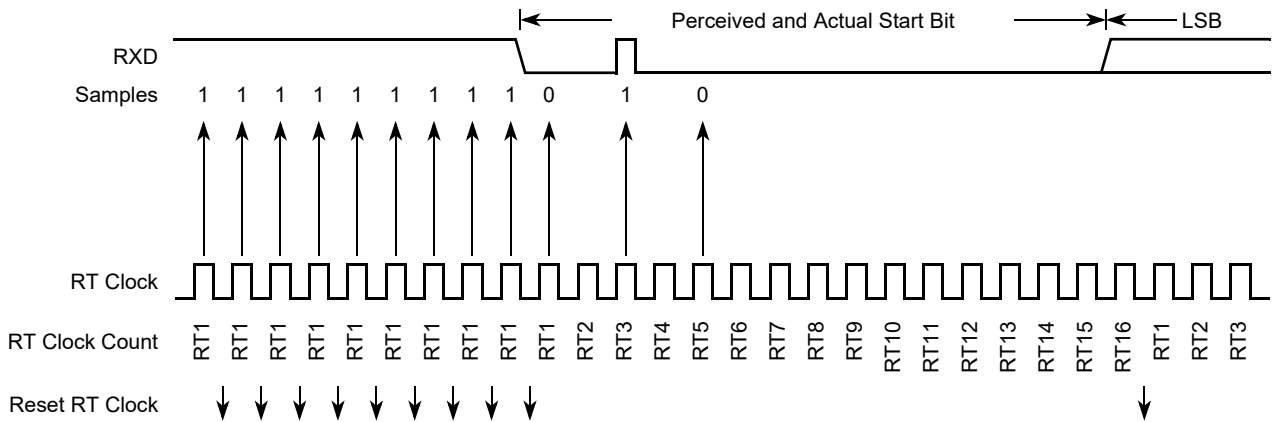 Perceived and Actual Start Bit LSB
RXD
Samples 1 1 1 1 1 1 1 1 1 0 1 0
RT Clock
RT Clock Count RT1 RT1 RT1 RT1 RT1 RT1 RT1 RT1 RT1 RT1 RT2 RT3 RT4 RT5 RT6 RT7 RT8 RT9 RT10 RT11 RT12 RT13 RT14 RT15 RT16 RT1 RT2 RT3
Reset RT Clock